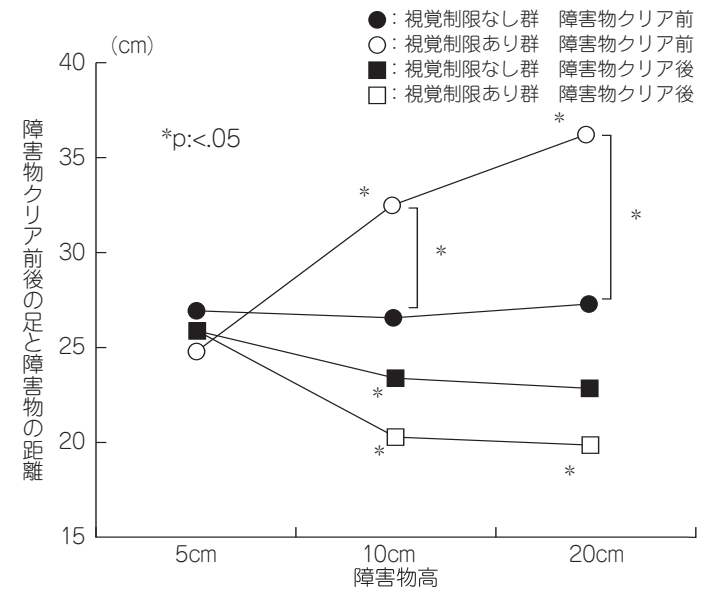 ●：視覚制限なし群　障害物クリア前
○：視覚制限あり群　障害物クリア前
■：視覚制限なし群　障害物クリア後
□：視覚制限あり群　障害物クリア後
(cm)
*p:<.05
障害物クリア前後の足と障害物の距離
40
35
30
25
20
15
*
*
*
*
*
*
*
5cm
10cm
20cm
障害物高